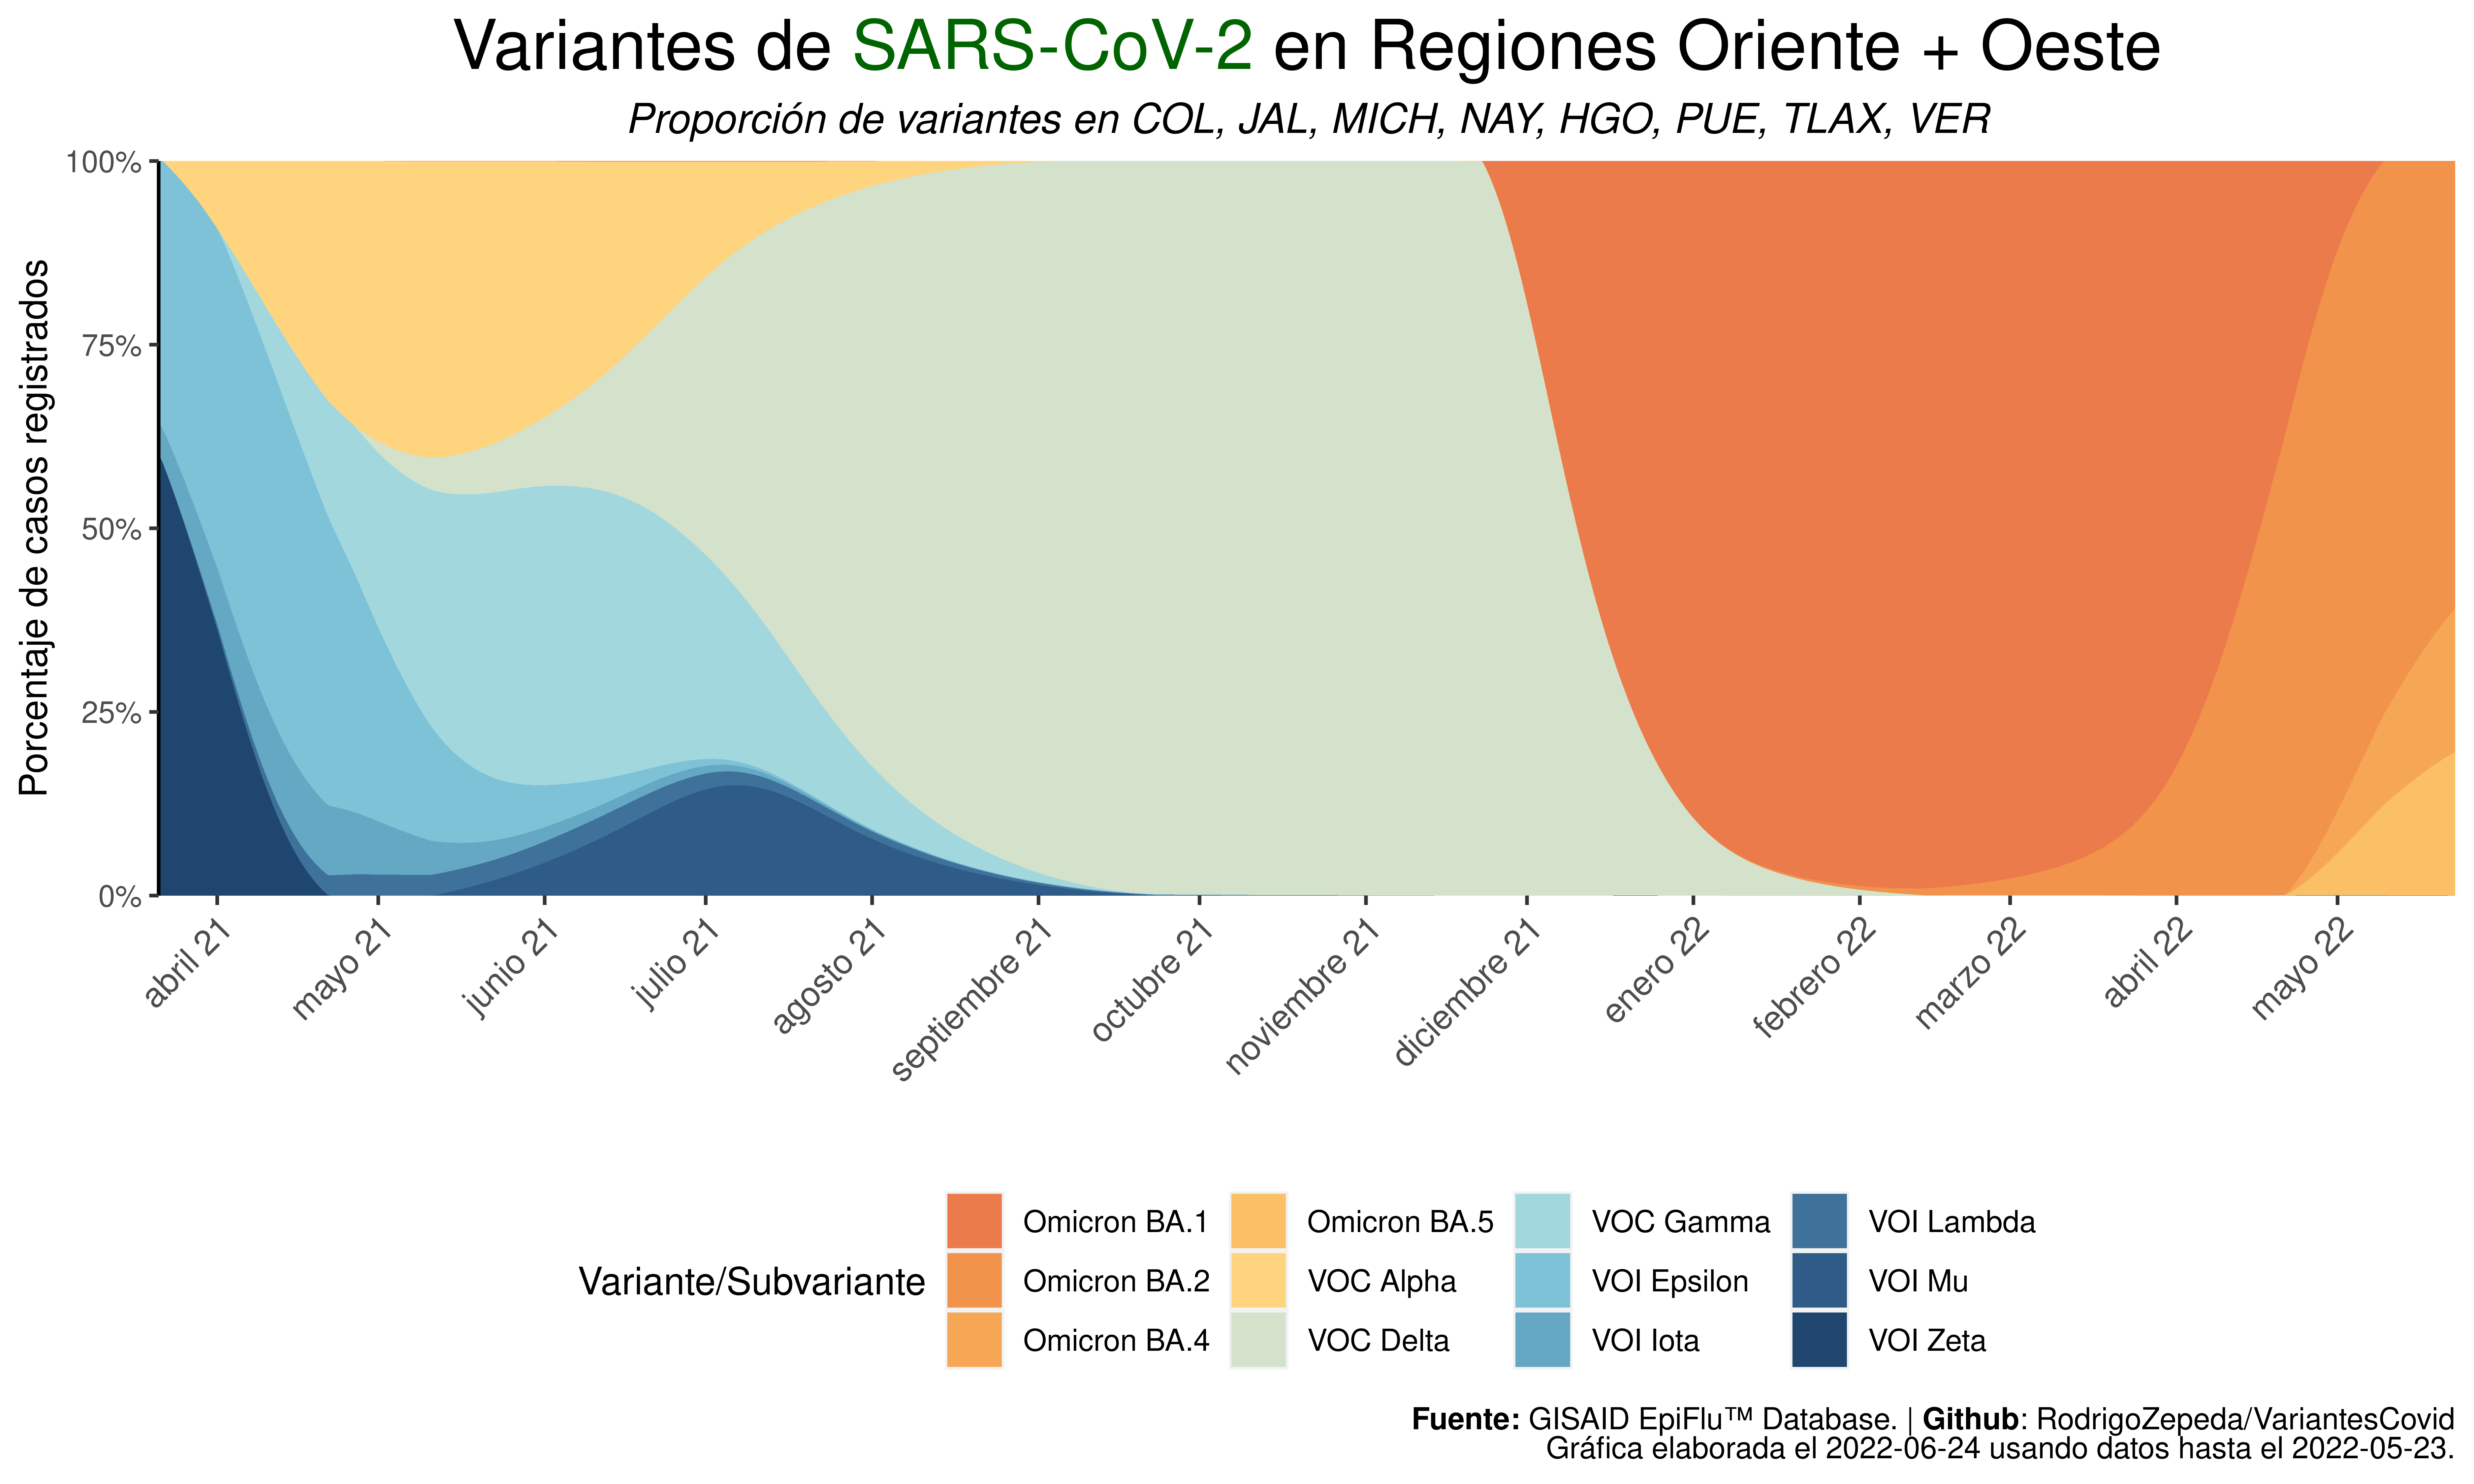 Variantes de SARS-CoV-2 en Regiones Oriente + Oeste
Proporción de variantes en COL, JAL, MICH, NAY, HGO, PUE, TLAX, VER
Porcentaje de casos registrados
100%
75%
50%
25%
0%
abril 21
mayo 21
junio 21
julio 21
agosto 21
septiembre 21
octubre 21
noviembre 21
diciembre 21
enero 22
febrero 22
marzo 22
abril 22
mayo 22
Variante/Subvariante
Omicron BA.1
Omicron BA.2
Omicron BA.4
Omicron BA.5
VOC Alpha
VOC Delta
VOC Gamma
VOI Epsilon
VOI Iota
VOI Lambda
VOI Mu
VOI Zeta
Fuente: GISAID EpiFlu™ Database. | Github: RodrigoZepeda/VariantesCovid
Gráfica elaborada el 2022-06-24 usando datos hasta el 2022-05-23.